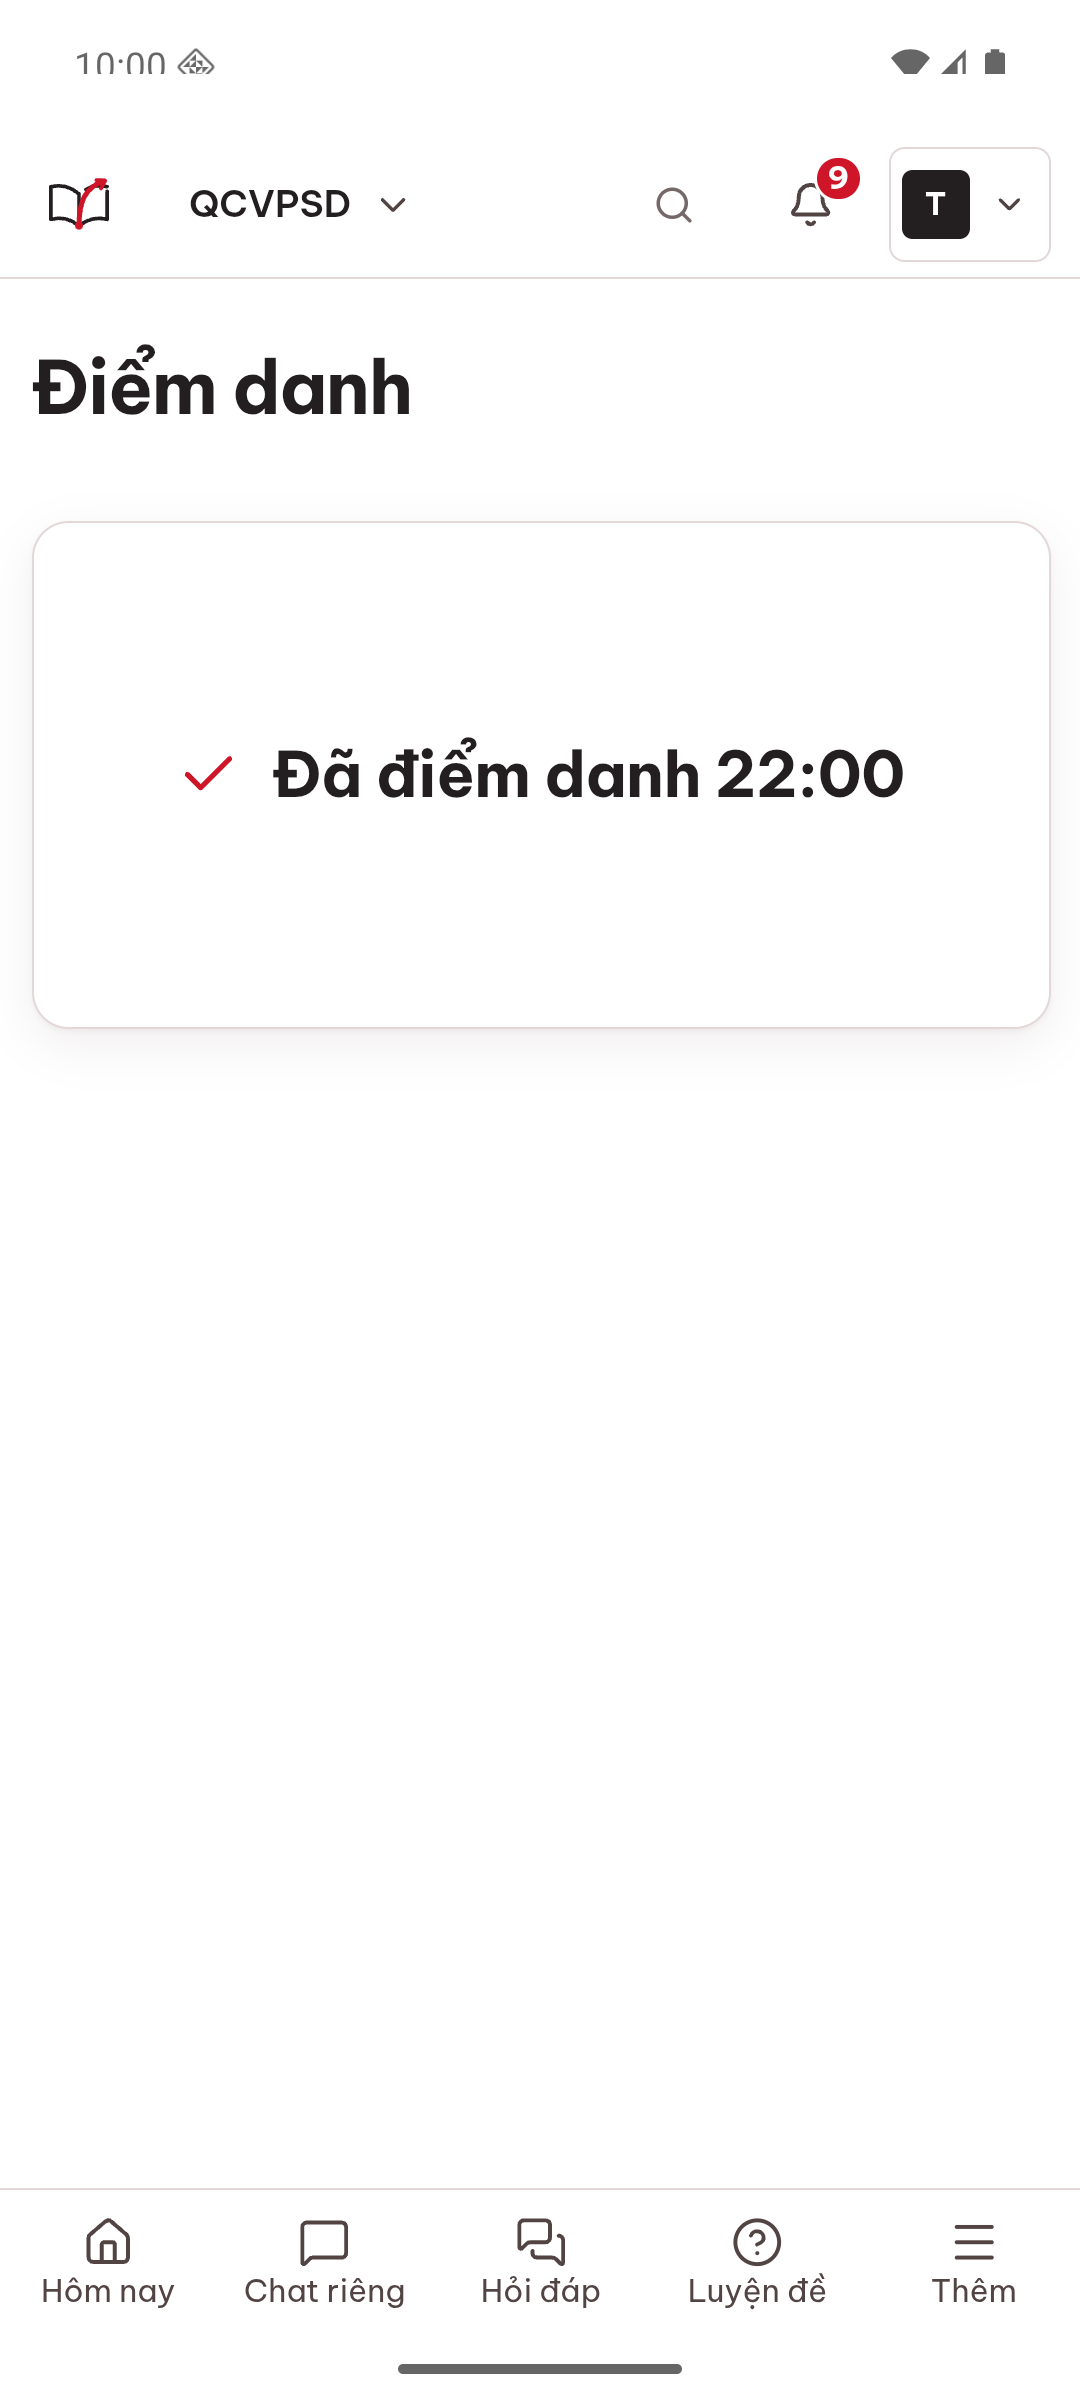 10:00
QCVPSD
9
T
Điểm danh
Đã điểm danh 22:00
Hôm nay
Chat riêng
Hỏi đáp
Luyện đề
Thêm